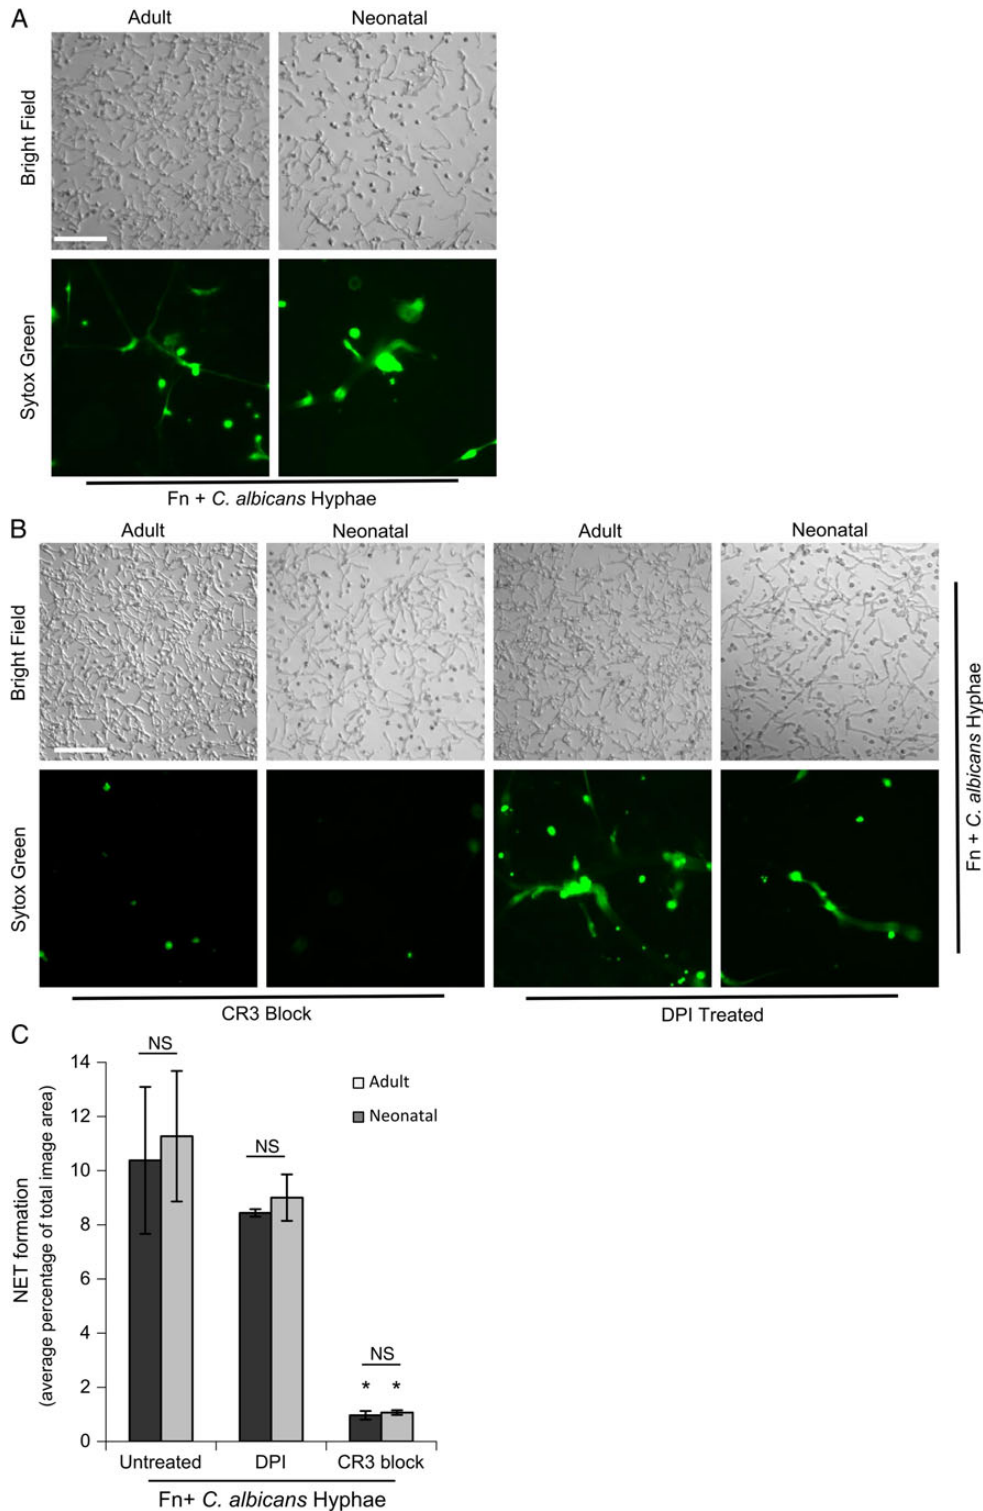 A
Adult
Neonatal
Bright Field
Sytox Green
Fn + C. albicans Hyphae
B
Adult
Neonatal
Adult
Neonatal
Bright Field
Sytox Green
Fn + C. albicans Hyphae
CR3 Block
DPI Treated
C
NET formation
(average percentage of total image area)
14
12
10
8
6
4
2
0
NS
NS
NS
*
*
Adult
Neonatal
Untreated
DPI
CR3 block
Fn+ C. albicans Hyphae